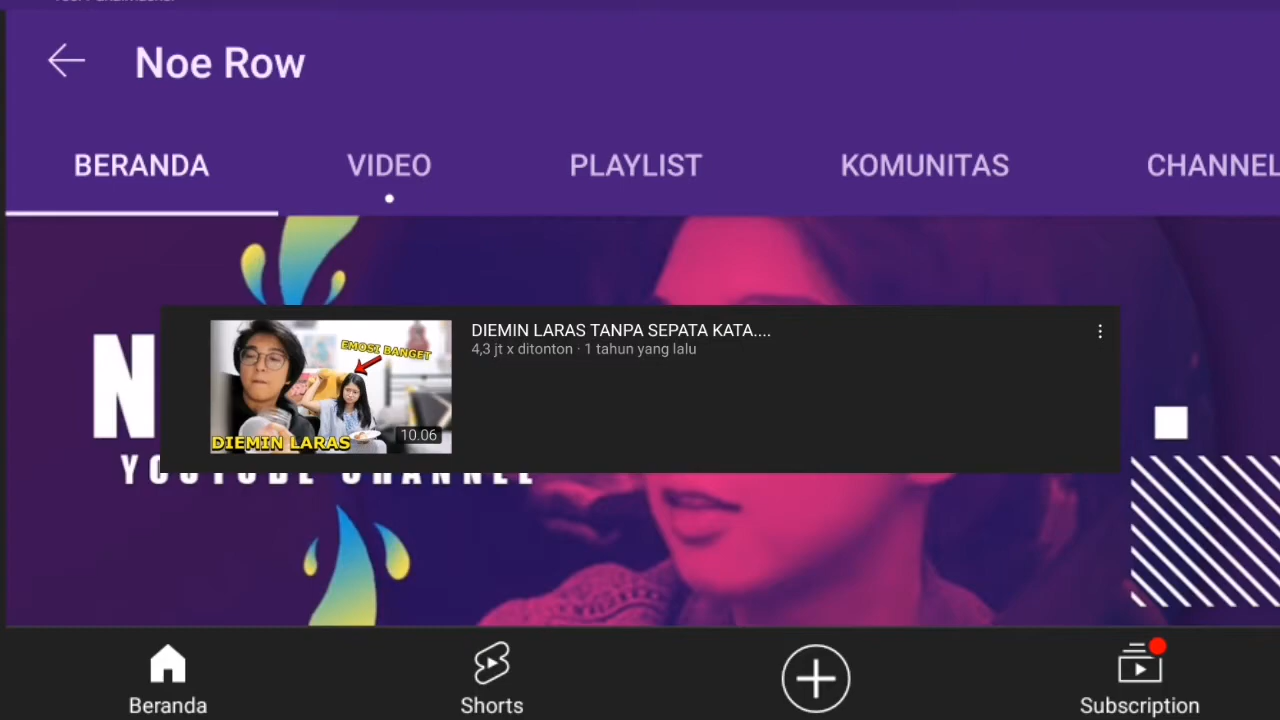 Noe Row
BERANDA
VIDEO
PLAYLIST
KOMUNITAS
CHANNEL
N
DIEMIN LARAS TANPA SEPATA KATA....
4,3 jt x ditonton · 1 tahun yang lalu
EMOSI BANGET
DIEMIN LARAS
10.06
YOUTUBE CHANNEL
Beranda
Shorts
Subscription